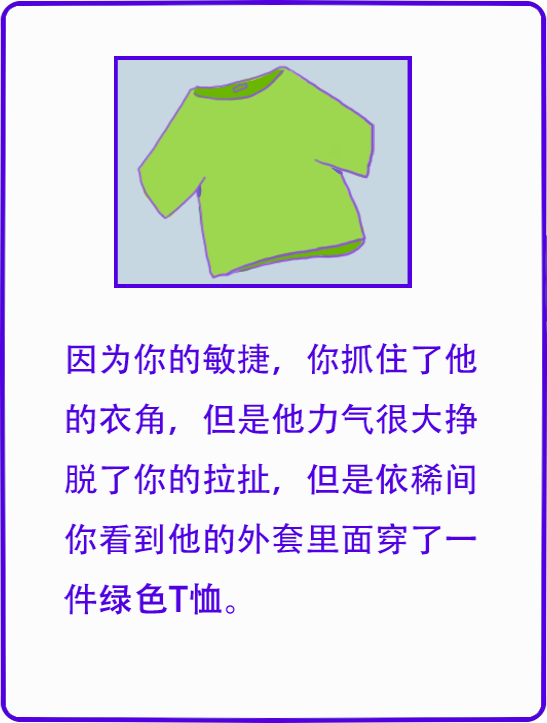 因为你的敏捷，你抓住了他
的衣角，但是他力气很大挣
脱了你的拉扯，但是依稀间
你看到他的外套里面穿了一
件绿色T恤。